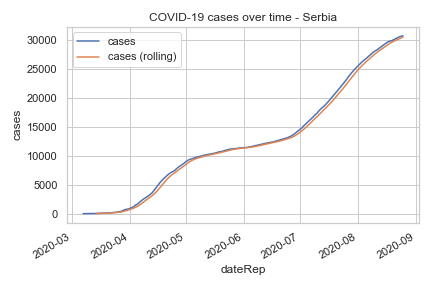 COVID-19 cases over time - Serbia
cases
cases (rolling)
30000
25000
20000
15000
10000
5000
0
cases
2020-03
2020-04
2020-05
2020-06
2020-07
2020-08
2020-09
dateRep